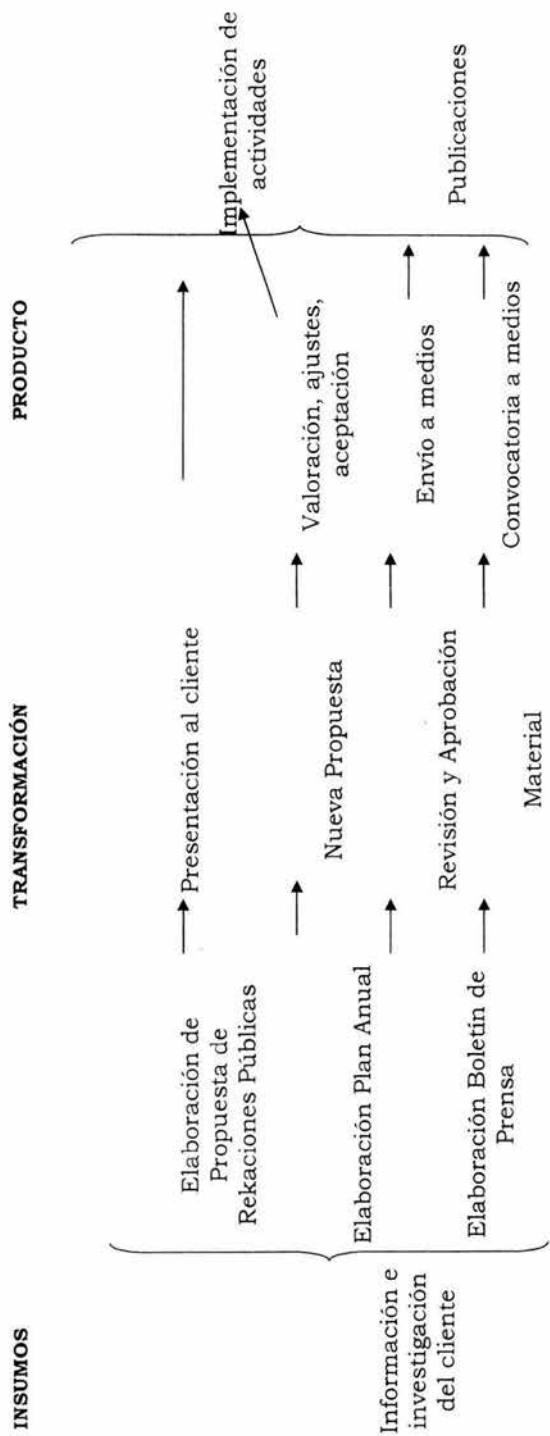 INSUMOS
TRANSFORMACIÓN
PRODUCTO
Información e
investigación
del cliente
Elaboración de
Propuesta de
Rekaciones Públicas
Elaboración Plan Anual
Elaboración Boletín de
Prensa
Presentación al cliente
Nueva Propuesta
Revisión y Aprobación
Material
Valoración, ajustes,
aceptación
Envío a medios
Convocatoria a medios
Implementación de
actividades
Publicaciones